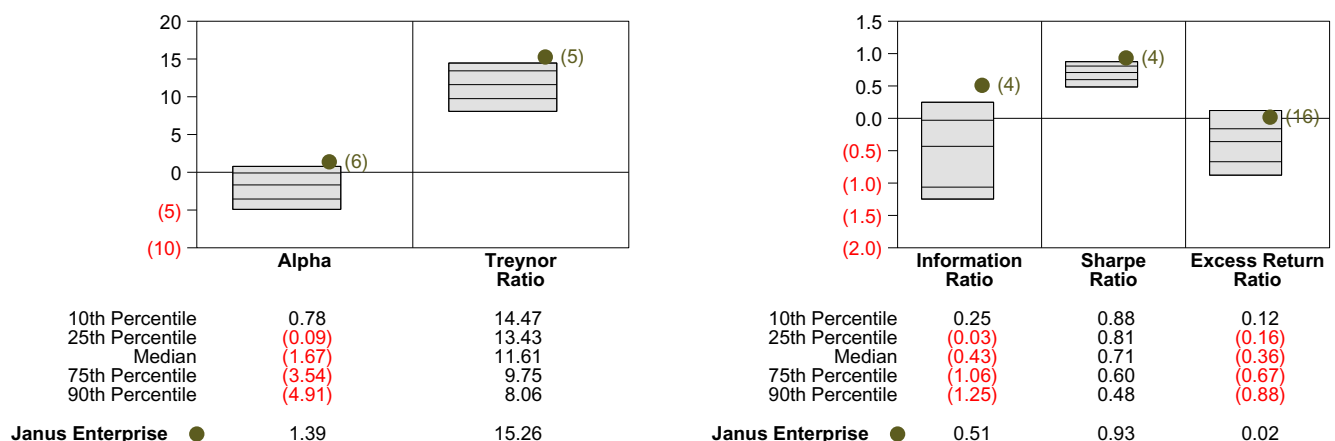 20
15
10
5
0
(5)
(10)
(6)
(5)
Alpha
Treynor
Ratio
10th Percentile 0.78 14.47
25th Percentile (0.09) 13.43
Median (1.67) 11.61
75th Percentile (3.54) 9.75
90th Percentile (4.91) 8.06
Janus Enterprise 1.39 15.26
1.5
1.0
0.5
0.0
(0.5)
(1.0)
(1.5)
(2.0)
(4)
(4)
(16)
Information
Ratio
Sharpe
Ratio
Excess Return
Ratio
10th Percentile 0.25 0.88 0.12
25th Percentile (0.03) 0.81 (0.16)
Median (0.43) 0.71 (0.36)
75th Percentile (1.06) 0.60 (0.67)
90th Percentile (1.25) 0.48 (0.88)
Janus Enterprise 0.51 0.93 0.02